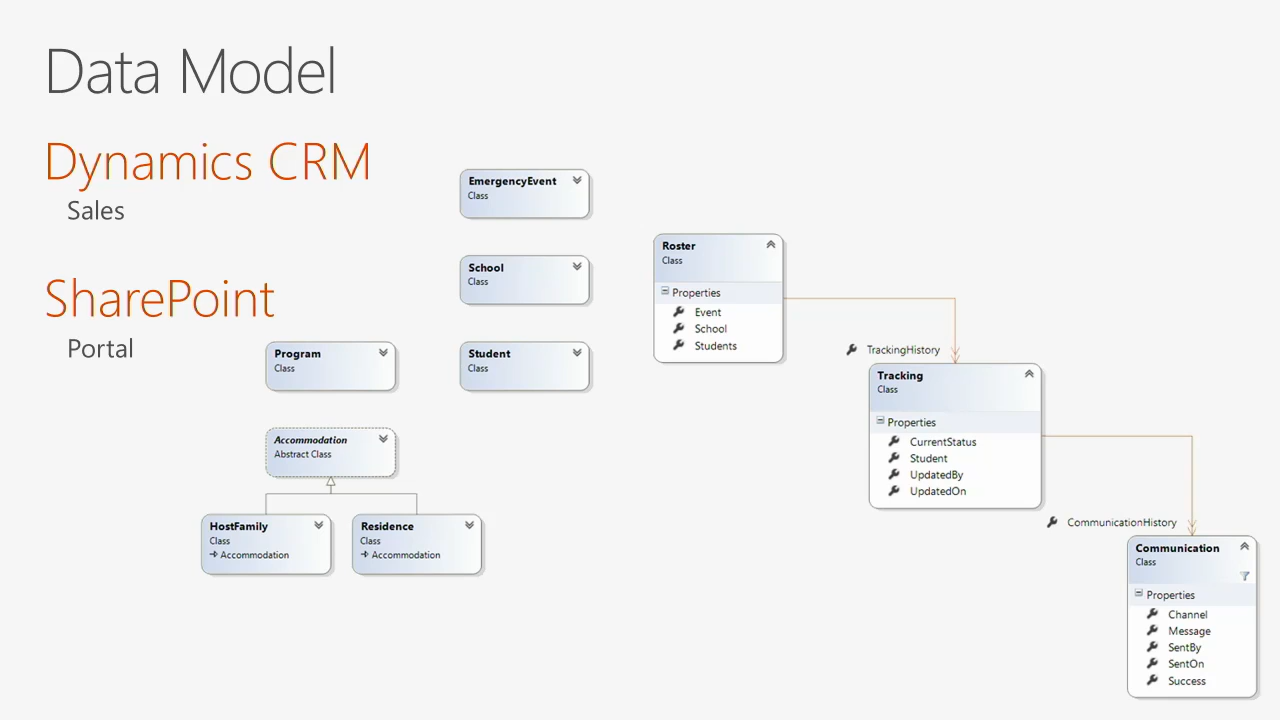 Data Model
Dynamics CRM
Sales
SharePoint
Portal
EmergencyEvent
Class
School
Class
Program
Class
Student
Class
Accommodation
Abstract Class
HostFamily
Class
Accommodation
Residence
Class
Accommodation
Roster
Class
Properties
Event
School
Students
TrackingHistory
Tracking
Class
Properties
CurrentStatus
Student
UpdatedBy
UpdatedOn
CommunicationHistory
Communication
Class
Properties
Channel
Message
SentBy
SentOn
Success